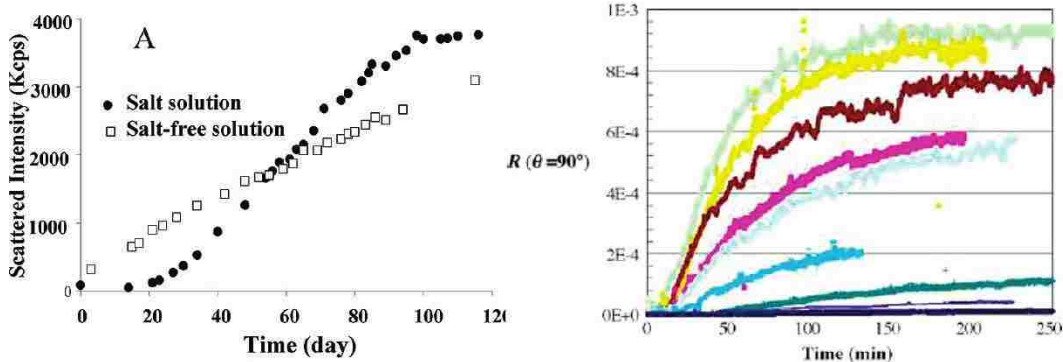 A
4000
3000
2000
1000
0
Scattered Intensity (Kcps)
Salt solution
Salt-free solution
0 20 40 60 80 100 120
Time (day)
1E-3
8E-4
6E-4
4E-4
2E-4
0E+0
R (θ=90°)
0 50 100 150 200 250
Time (min)